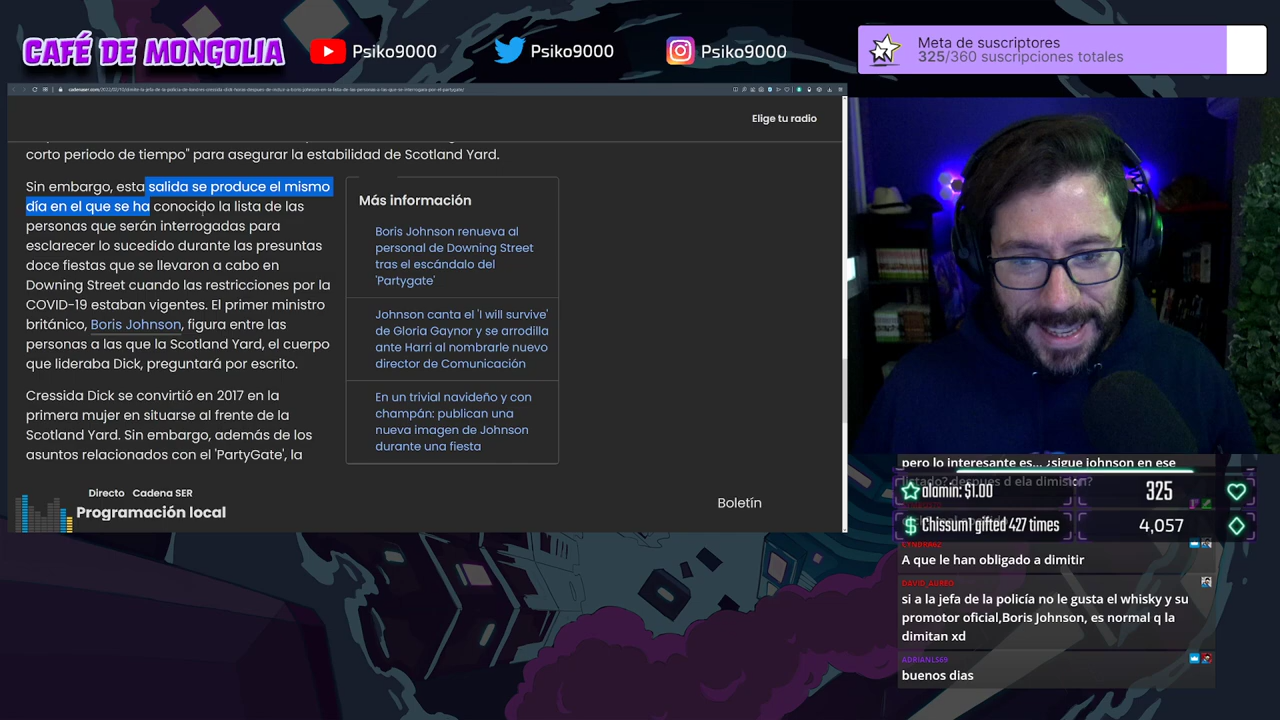 CAFÉ DE MONGOLIA
Psiko9000
Psiko9000
Psiko9000
Meta de suscriptores
325/360 suscripciones totales
Elige tu radio
corto periodo de tiempo" para asegurar la estabilidad de Scotland Yard.
Sin embargo, esta salida se produce el mismo
día en el que se ha conocido la lista de las
personas que serán interrogadas para
esclarecer lo sucedido durante las presuntas
doce fiestas que se llevaron a cabo en
Downing Street cuando las restricciones por la
COVID-19 estaban vigentes. El primer ministro
británico, Boris Johnson, figura entre las
personas a las que la Scotland Yard, el cuerpo
que lideraba Dick, preguntará por escrito.
Cressida Dick se convirtió en 2017 en la
primera mujer en situarse al frente de la
Scotland Yard. Sin embargo, además de los
asuntos relacionados con el 'PartyGate', la
Más información
Boris Johnson renueva al
personal de Downing Street
tras el escándalo del
'Partygate'
Johnson canta el 'I will survive'
de Gloria Gaynor y se arrodilla
ante Harri al nombrarle nuevo
director de Comunicación
En un trivial navideño y con
champán: publican una
nueva imagen de Johnson
durante una fiesta
Directo Cadena SER
Programación local
Boletín
pero lo interesante es... ¿sigue johnson en ese
listado? despues d ela dimision?
alamin: $1.00
325
Chissum1 gifted 427 times
4,057
A que le han obligado a dimitir
DAVID_AURED
si a la jefa de la policía no le gusta el whisky y su
promotor oficial,Boris Johnson, es normal q la
dimitan xd
ADRIANLS69
buenos dias